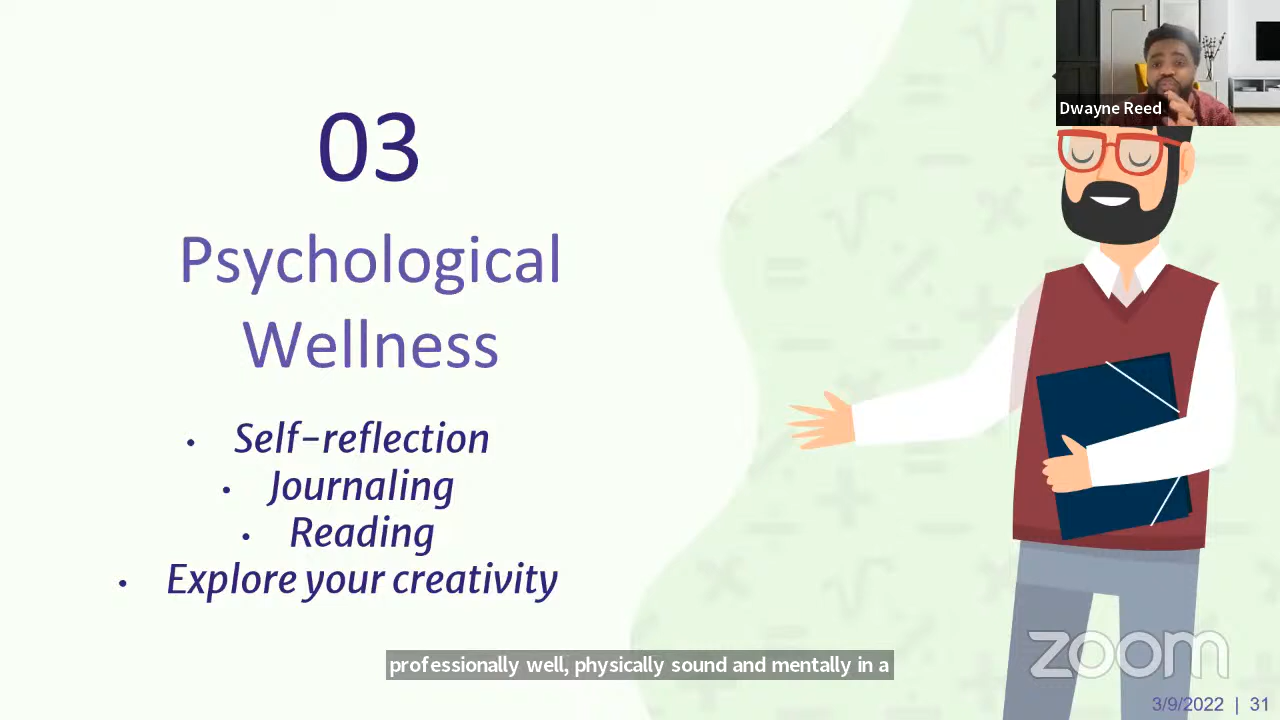 Dwayne Reed
03
Psychological
Wellness
• Self-reflection
• Journaling
• Reading
• Explore your creativity
professionally well, physically sound and mentally in a
zoom
3/9/2022 | 31